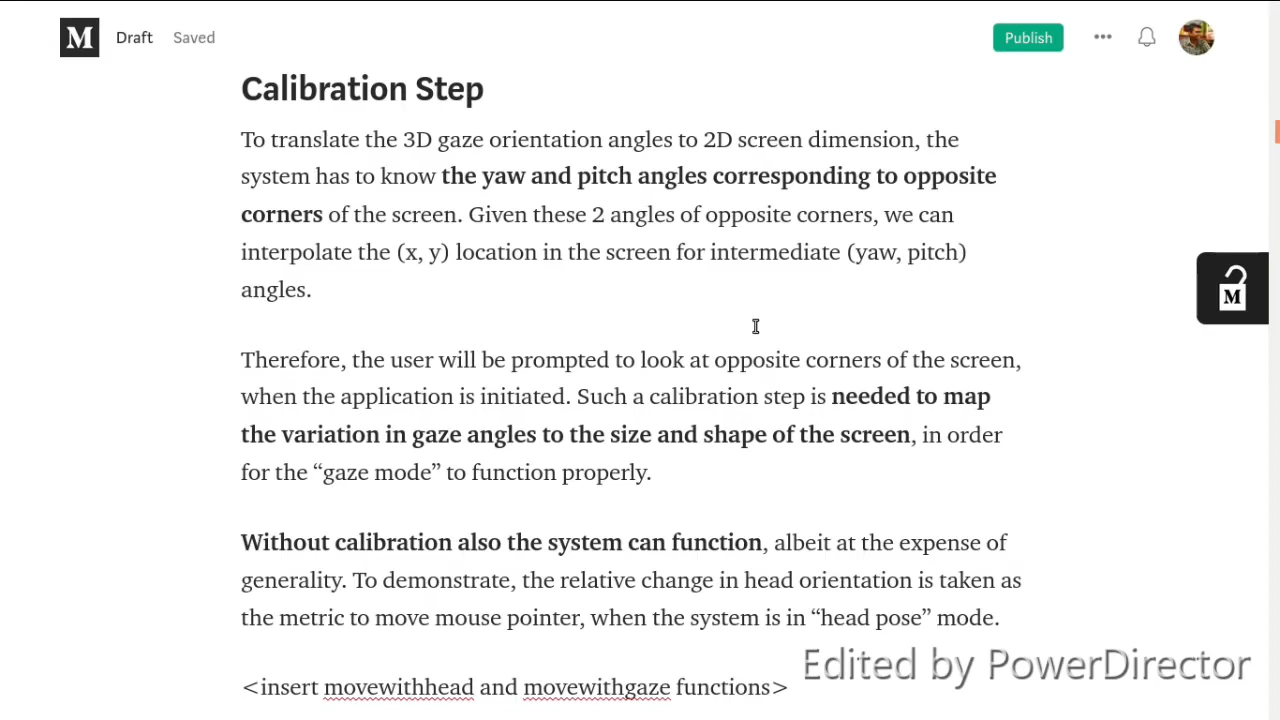 M Draft Saved Publish
Calibration Step
To translate the 3D gaze orientation angles to 2D screen dimension, the
system has to know the yaw and pitch angles corresponding to opposite
corners of the screen. Given these 2 angles of opposite corners, we can
interpolate the (x, y) location in the screen for intermediate (yaw, pitch)
angles.
M
Therefore, the user will be prompted to look at opposite corners of the screen,
when the application is initiated. Such a calibration step is needed to map
the variation in gaze angles to the size and shape of the screen, in order
for the “gaze mode” to function properly.
Without calibration also the system can function, albeit at the expense of
generality. To demonstrate, the relative change in head orientation is taken as
the metric to move mouse pointer, when the system is in “head pose” mode.
Edited by PowerDirector
<insert movewithhead and movewithgaze functions>